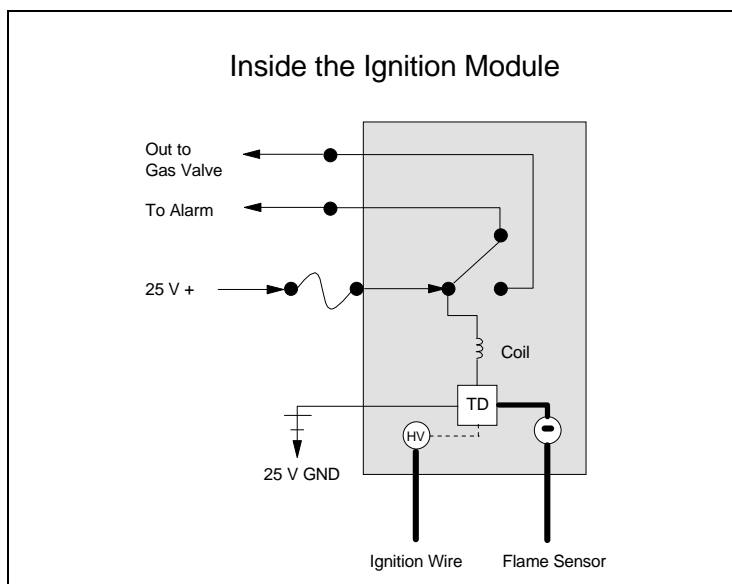 Inside the Ignition Module
Out to
Gas Valve
To Alarm
25 V +
Coil
TD
HV
25 V GND
Ignition Wire
Flame Sensor